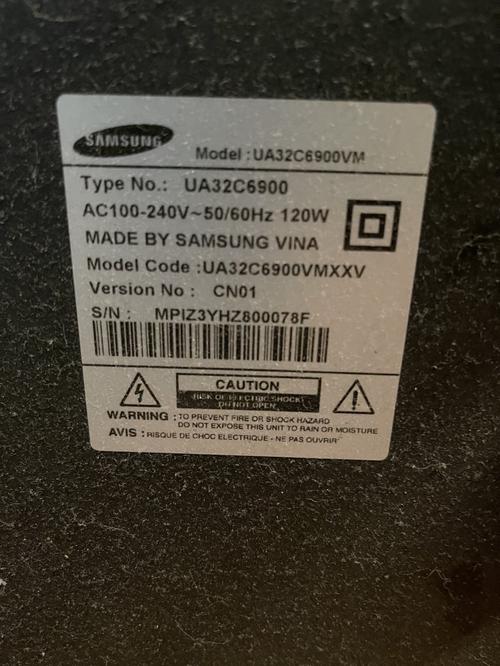 SAMSUNG
Model :UA32C6900VM
Type No.: UA32C6900
AC100-240V~50/60Hz 120W
MADE BY SAMSUNG VINA
Model Code :UA32C6900VMXXV
Version No : CN01
S/N : MPIZ3YHZ800078F
CAUTION
RISK OF ELECTRIC SHOCK
DO NOT OPEN
WARNING : TO PREVENT FIRE OR SHOCK HAZARD
DO NOT EXPOSE THIS UNIT TO RAIN OR MOISTURE
AVIS : RISQUE DE CHOC ELECTRIQUE - NE PAS OUVRIR